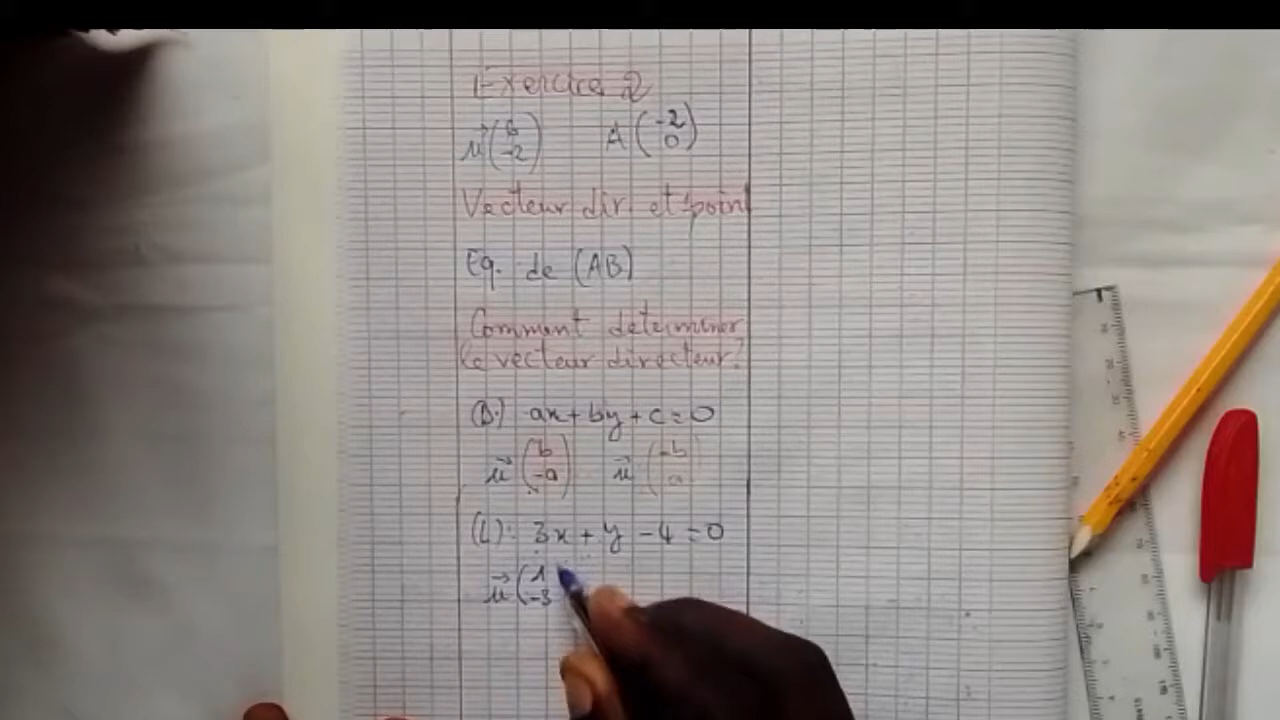 Exercice 2
u⃗ ( -2) A (-2 0)
Vecteur dir. et point
Eq. de (AB)
Comment déterminer
le vecteur directeur?
(D): ax + by + c = 0
u⃗ (b -a) u⃗ (-b a)
(L): 3x + y - 4 = 0
u⃗ (1 -3